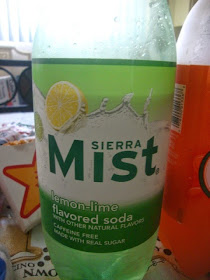 SIERRA
Mist.
lemon-lime
flavored soda
WITH OTHER NATURAL FLAVORS
CAFFEINE FREE
MADE WITH REAL SUGAR